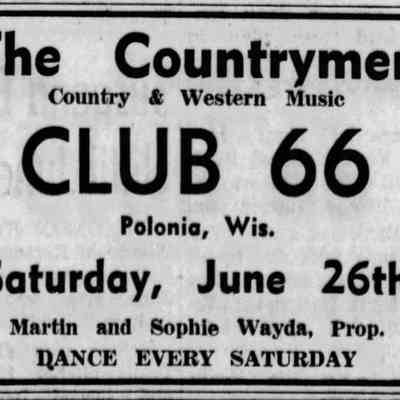 The Countrymen
Country & Western Music
CLUB 66
Polonia, Wis.
Saturday, June 26th
Martin and Sophie Wayda, Prop.
DANCE EVERY SATURDAY